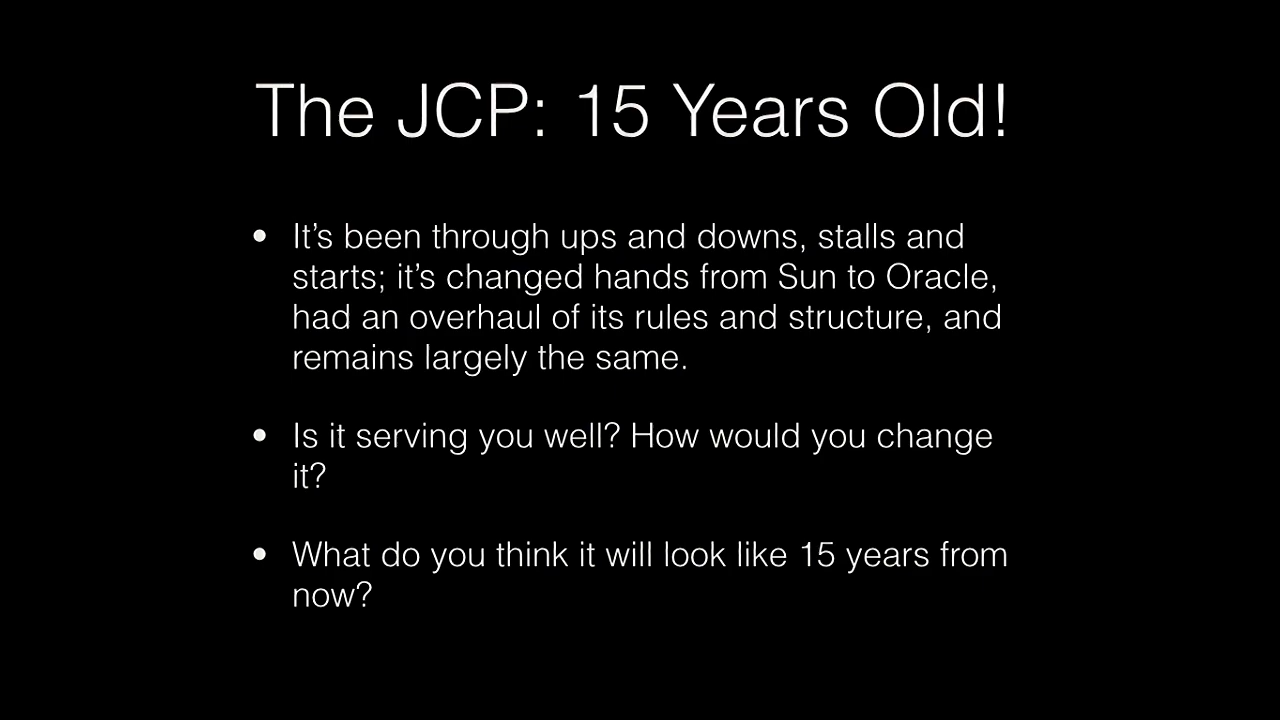 The JCP: 15 Years Old!
• It’s been through ups and downs, stalls and
starts; it’s changed hands from Sun to Oracle,
had an overhaul of its rules and structure, and
remains largely the same.
• Is it serving you well? How would you change
it?
• What do you think it will look like 15 years from
now?